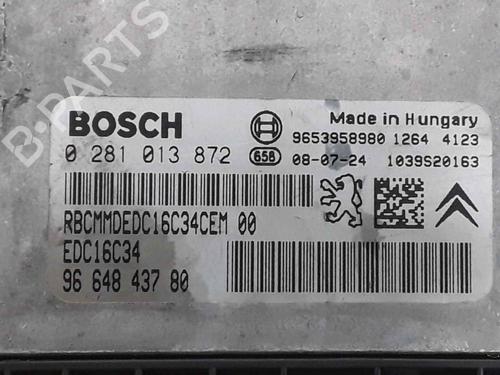 BOSCH
Made in Hungary
9653958980 1264 4123
0 281 013 872
658
08-07-24 1039S20163
RBCMMDEDC16C34CEM 00
EDC16C34
96 648 437 80
B-PARTS